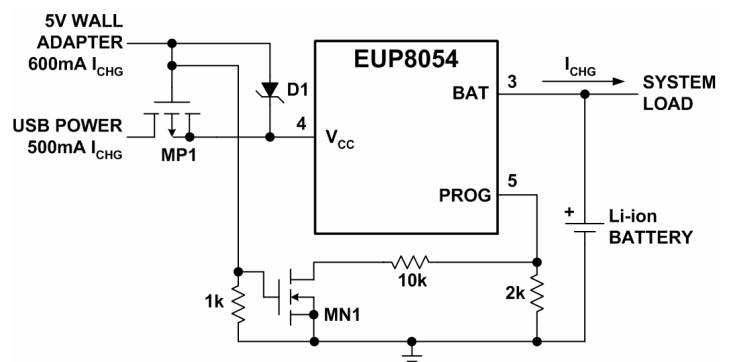 5V WALL
ADAPTER
600mA ICHG
USB POWER
500mA ICHG
MP1
D1
EUP8054
4
VCC
BAT
3
ICHG
SYSTEM
LOAD
PROG
5
+
Li-ion
BATTERY
10k
2k
1k
MN1